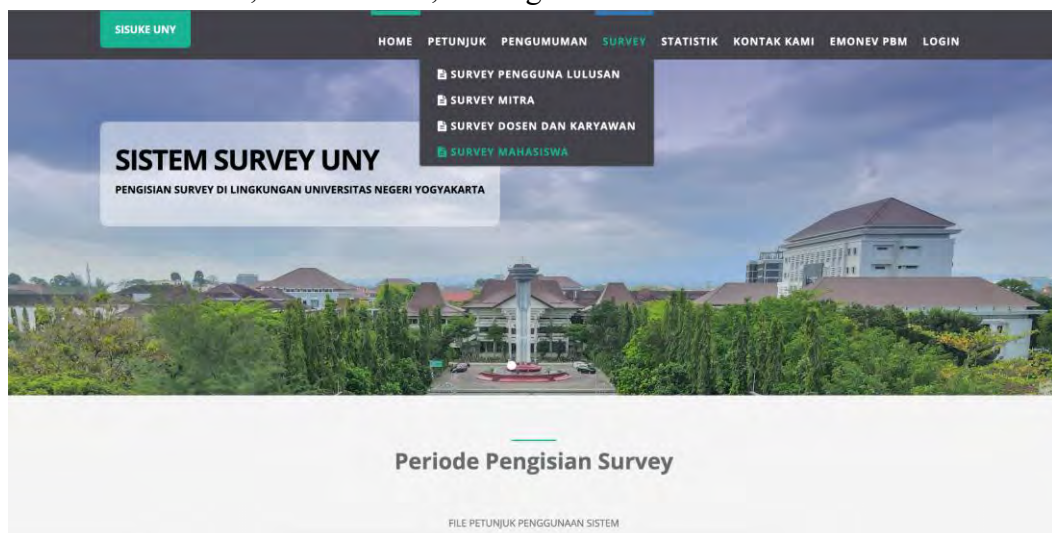 SISUKE UNY
HOME PETUNJUK PENGUMUMAN SURVEY STATISTIK KONTAK KAMI EMONEV PBM LOGIN
SURVEY PENGGUNA LULUSAN
SURVEY MITRA
SURVEY DOSEN DAN KARYAWAN
SURVEY MAHASISWA
SISTEM SURVEY UNY
PENGISIAN SURVEY DI LINGKUNGAN UNIVERSITAS NEGERI YOGYAKARTA
Periode Pengisian Survey
FILE PETUNJUK PENGGUNAAN SISTEM